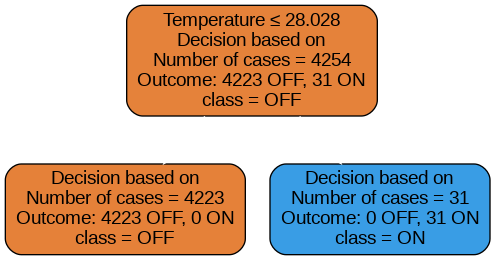 Temperature ≤ 28.028
Decision based on
Number of cases = 4254
Outcome: 4223 OFF, 31 ON
class = OFF
Decision based on
Number of cases = 4223
Outcome: 4223 OFF, 0 ON
class = OFF
Decision based on
Number of cases = 31
Outcome: 0 OFF, 31 ON
class = ON